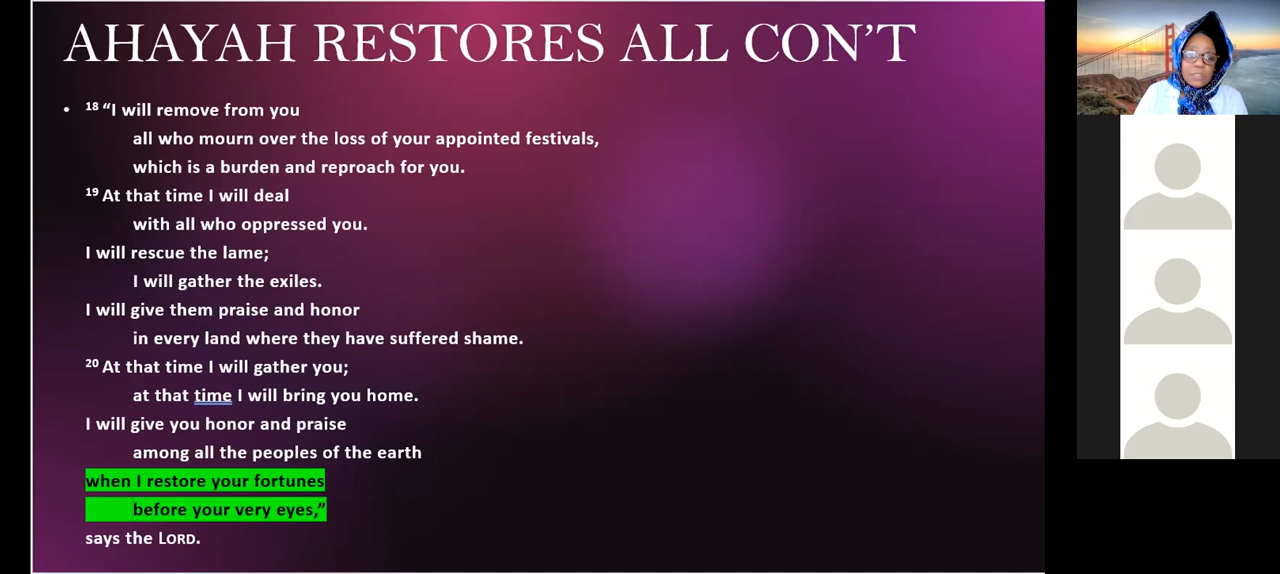 AHAYAH RESTORES ALL CON'T
• 18 “I will remove from you
all who mourn over the loss of your appointed festivals,
which is a burden and reproach for you.
19 At that time I will deal
with all who oppressed you.
I will rescue the lame;
I will gather the exiles.
I will give them praise and honor
in every land where they have suffered shame.
20 At that time I will gather you;
at that time I will bring you home.
I will give you honor and praise
among all the peoples of the earth
when I restore your fortunes
before your very eyes,”
says the LORD.